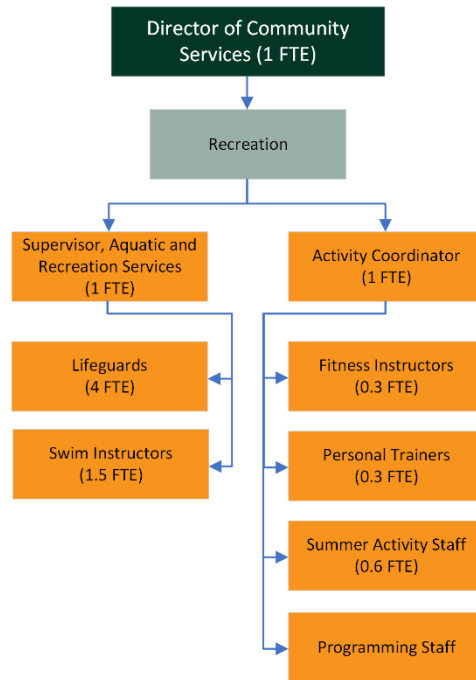 Director of Community
Services (1 FTE)
Recreation
Supervisor, Aquatic and
Recreation Services
(1 FTE)
Activity Coordinator
(1 FTE)
Lifeguards
(4 FTE)
Fitness Instructors
(0.3 FTE)
Swim Instructors
(1.5 FTE)
Personal Trainers
(0.3 FTE)
Summer Activity Staff
(0.6 FTE)
Programming Staff